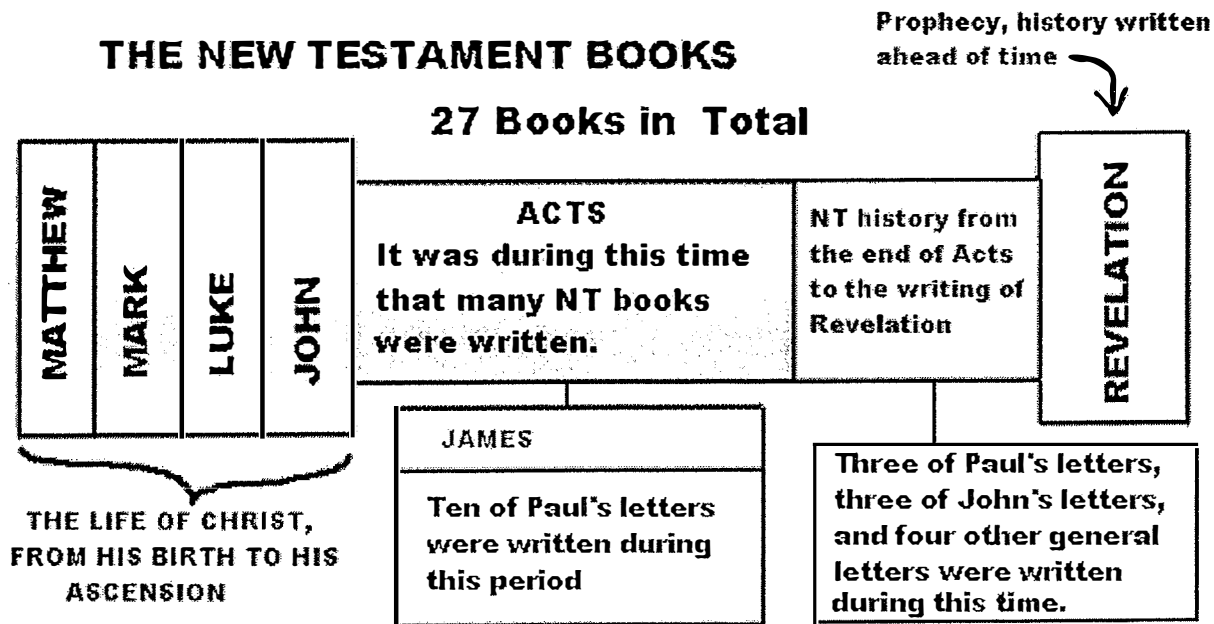 Prophecy, history written
ahead of time
THE NEW TESTAMENT BOOKS
27 Books in Total
MATTHEW
MARK
LUKE
JOHN
ACTS
It was during this time
that many NT books
were written.
NT history from
the end of Acts
to the writing of
Revelation
REVELATION
THE LIFE OF CHRIST,
FROM HIS BIRTH TO HIS
ASCENSION
JAMES
Ten of Paul's letters
were written during
this period
Three of Paul's letters,
three of John's letters,
and four other general
letters were written
during this time.